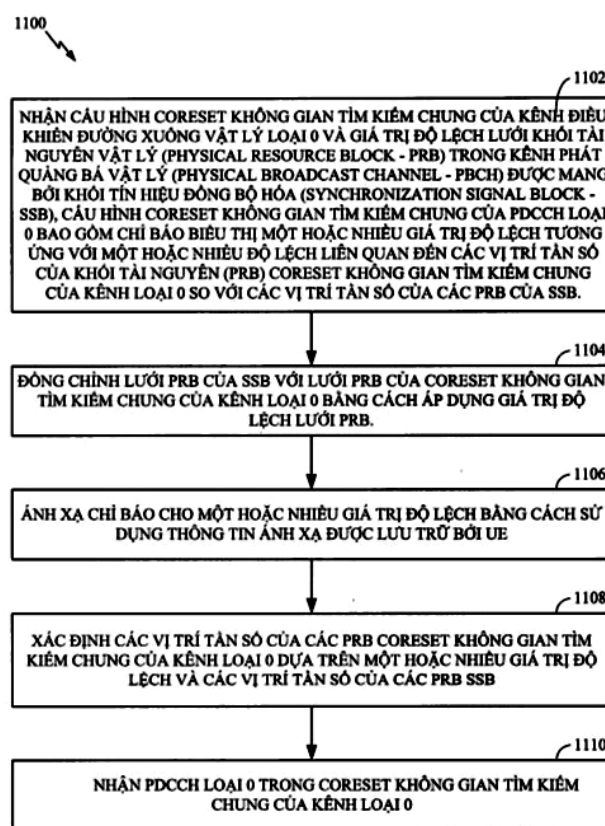 1100
1102
NHẬN CẤU HÌNH CORESET KHÔNG GIAN TÌM KIẾM CHUNG CỦA KÊNH ĐIỀU
KHIỂN ĐƯỜNG XUỐNG VẬT LÝ LOẠI 0 VÀ GIÁ TRỊ ĐỘ LỆCH LƯỚI KHỐI TÀI
NGUYÊN VẬT LÝ (PHYSICAL RESOURCE BLOCK - PRB) TRONG KÊNH PHÁT
QUẢNG BÁ VẬT LÝ (PHYSICAL BROADCAST CHANNEL - PBCH) ĐƯỢC MANG
BỞI KHỐI TÍN HIỆU ĐỒNG BỘ HÓA (SYNCHRONIZATION SIGNAL BLOCK -
SSB), CẤU HÌNH CORESET KHÔNG GIAN TÌM KIẾM CHUNG CỦA PDCCH LOẠI
0 BAO GỒM CHỈ BÁO BIỂU THỊ MỘT HOẶC NHIỀU GIÁ TRỊ ĐỘ LỆCH TƯƠNG
ỨNG VỚI MỘT HOẶC NHIỀU ĐỘ LỆCH LIÊN QUAN ĐẾN CÁC VỊ TRÍ TẦN SỐ
CỦA KHỐI TÀI NGUYÊN (PRB) CORESET KHÔNG GIAN TÌM KIẾM CHUNG
CỦA KÊNH LOẠI 0 SO VỚI CÁC VỊ TRÍ TẦN SỐ CỦA CÁC PRB CỦA SSB.
1104
ĐỒNG CHỈNH LƯỚI PRB CỦA SSB VỚI LƯỚI PRB CỦA CORESET KHÔNG GIAN
TÌM KIẾM CHUNG CỦA KÊNH LOẠI 0 BẰNG CÁCH ÁP DỤNG GIÁ TRỊ ĐỘ
LỆCH LƯỚI PRB.
1106
ÁNH XẠ CHỈ BÁO CHO MỘT HOẶC NHIỀU GIÁ TRỊ ĐỘ LỆCH BẰNG CÁCH SỬ
DỤNG THÔNG TIN ÁNH XẠ ĐƯỢC LƯU TRỮ BỞI UE
1108
XÁC ĐỊNH CÁC VỊ TRÍ TẦN SỐ CỦA CÁC PRB CORESET KHÔNG GIAN TÌM
KIẾM CHUNG CỦA KÊNH LOẠI 0 DỰA TRÊN MỘT HOẶC NHIỀU GIÁ TRỊ ĐỘ
LỆCH VÀ CÁC VỊ TRÍ TẦN SỐ CỦA CÁC PRB SSB
1110
NHẬN PDCCH LOẠI 0 TRONG CORESET KHÔNG GIAN TÌM KIẾM
CHUNG CỦA KÊNH LOẠI 0